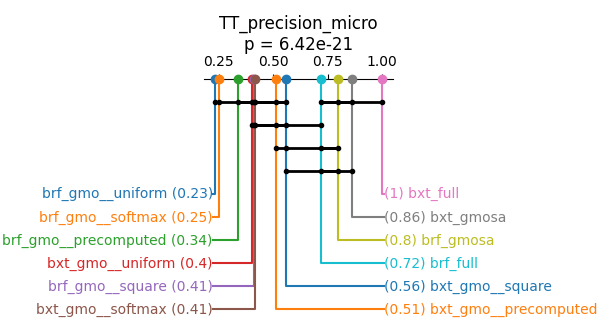 TT_precision_micro
p = 6.42e-21
0.25 0.50 0.75 1.00
brf_gmo__uniform (0.23)
(1) bxt_full
brf_gmo__softmax (0.25)
(0.86) bxt_gmosa
brf_gmo__precomputed (0.34)
(0.8) brf_gmosa
bxt_gmo__uniform (0.4)
(0.72) brf_full
brf_gmo__square (0.41)
(0.56) bxt_gmo__square
bxt_gmo__softmax (0.41)
(0.51) bxt_gmo__precomputed